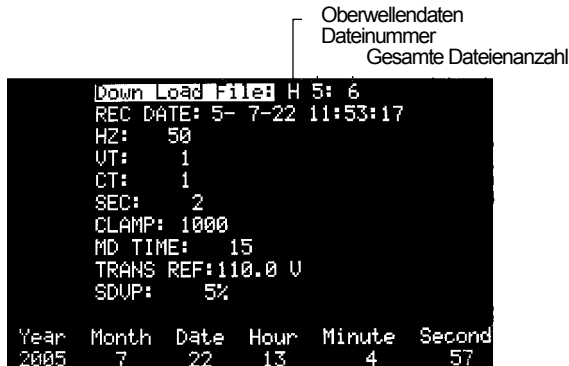 Oberwellendaten
Dateinummer
Gesamte Dateienanzahl
Down Load File: H 5: 6
REC DATE: 5- 7-22 11:53:17
HZ: 50
VT: 1
CT: 1
SEC: 2
CLAMP: 1000
MD TIME: 15
TRANS REF:110.0 V
SDVP: 5%
Year Month Date Hour Minute Second
2005 7 22 13 4 57